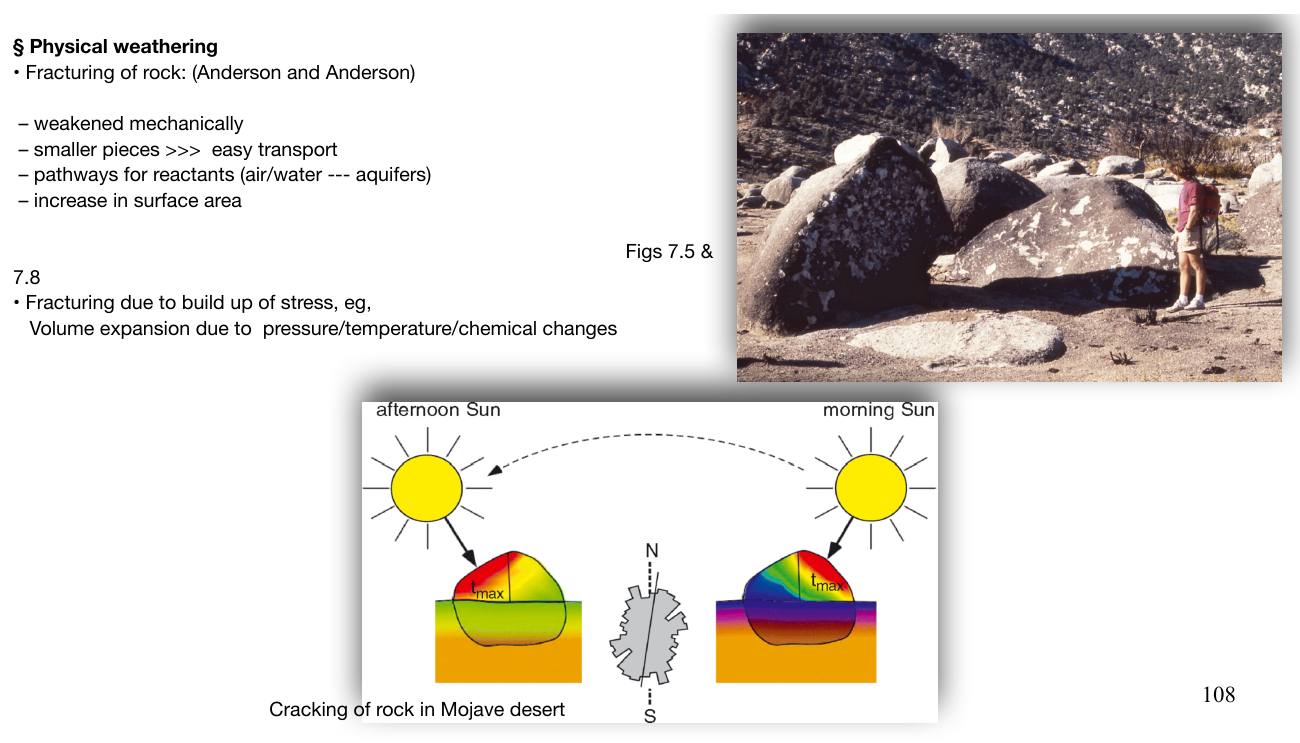 § Physical weathering
• Fracturing of rock: (Anderson and Anderson)
– weakened mechanically
– smaller pieces >>>  easy transport
– pathways for reactants (air/water --- aquifers)
– increase in surface area
Figs 7.5 &
7.8
• Fracturing due to build up of stress, eg,
Volume expansion due to  pressure/temperature/chemical changes
afternoon Sun
morning Sun
tmax
N
tmax
S
Cracking of rock in Mojave desert
108